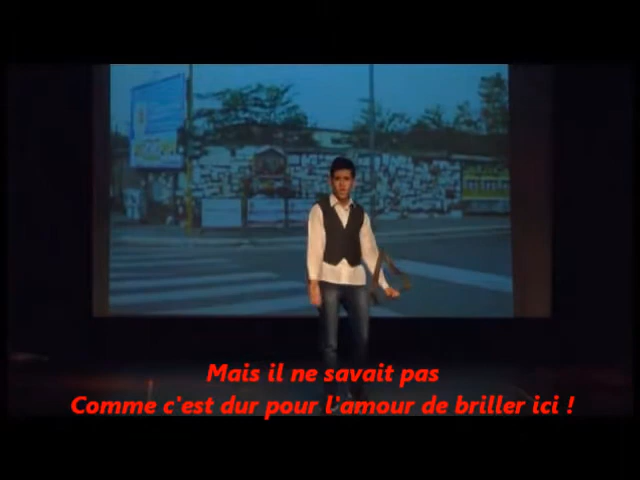 Mais il ne savait pas
Comme c'est dur pour l'amour de briller ici !